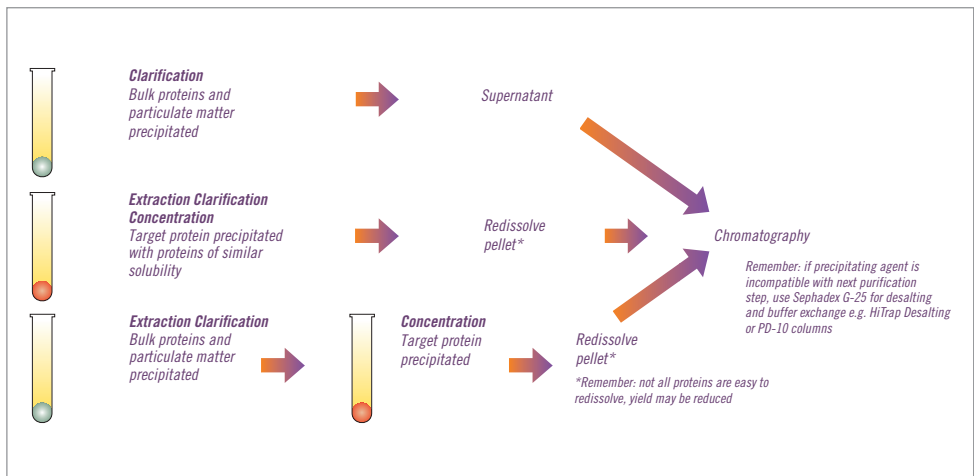 Clarification
Bulk proteins and
particulate matter
precipitated
Supernatant
Extraction Clarification
Concentration
Target protein precipitated
with proteins of similar
solubility
Redissolve
pellet*
Chromatography
Remember: if precipitating agent is
incompatible with next purification
step, use Sephadex G-25 for desalting
and buffer exchange e.g. HiTrap Desalting
or PD-10 columns
Extraction Clarification
Bulk proteins and
particulate matter
precipitated
Concentration
Target protein
precipitated
Redissolve
pellet*
*Remember: not all proteins are easy to
redissolve, yield may be reduced